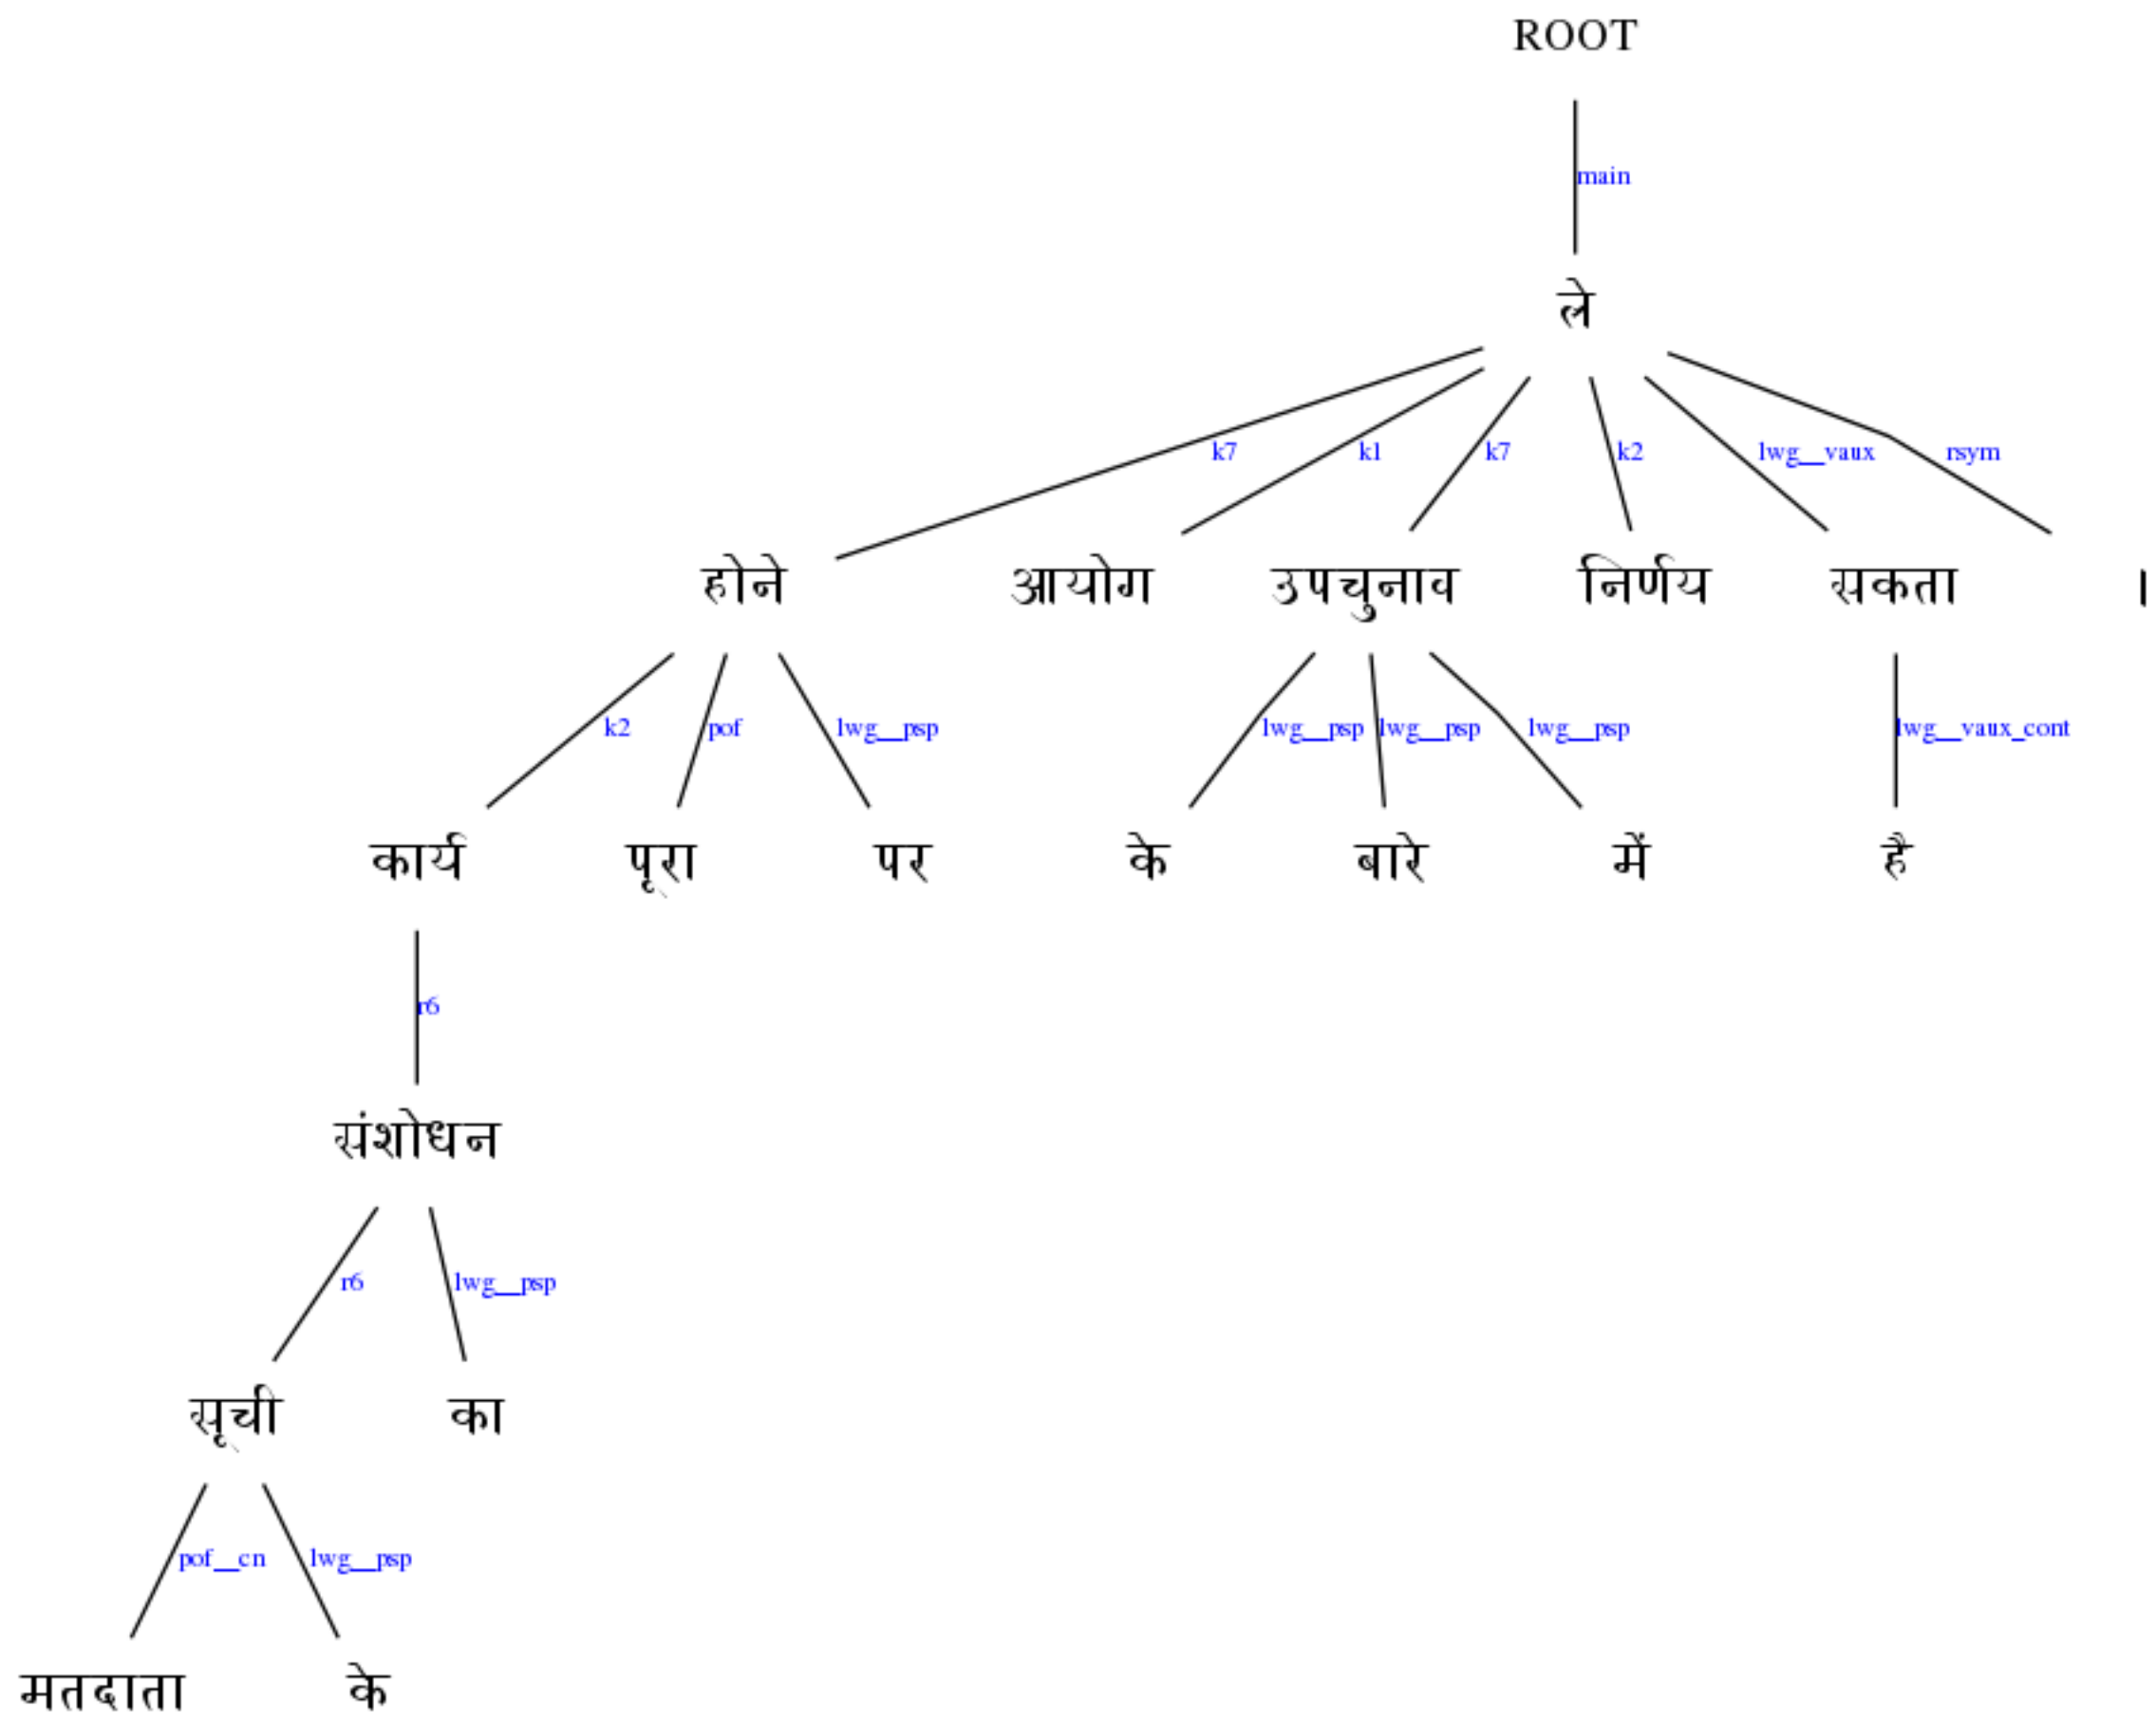 ROOT
main
ले
k7 k1 k7 k2 lwg__vaux rsym
होने आयोग उपचुनाव निर्णय सकता ।
k2 pof lwg__psp lwg__psp lwg__psp lwg__psp lwg__vaux_cont
कार्य पूरा पर के बारे में है
r6
संशोधन
r6 lwg__psp
सूची का
pof__cn lwg__psp
मतदाता के